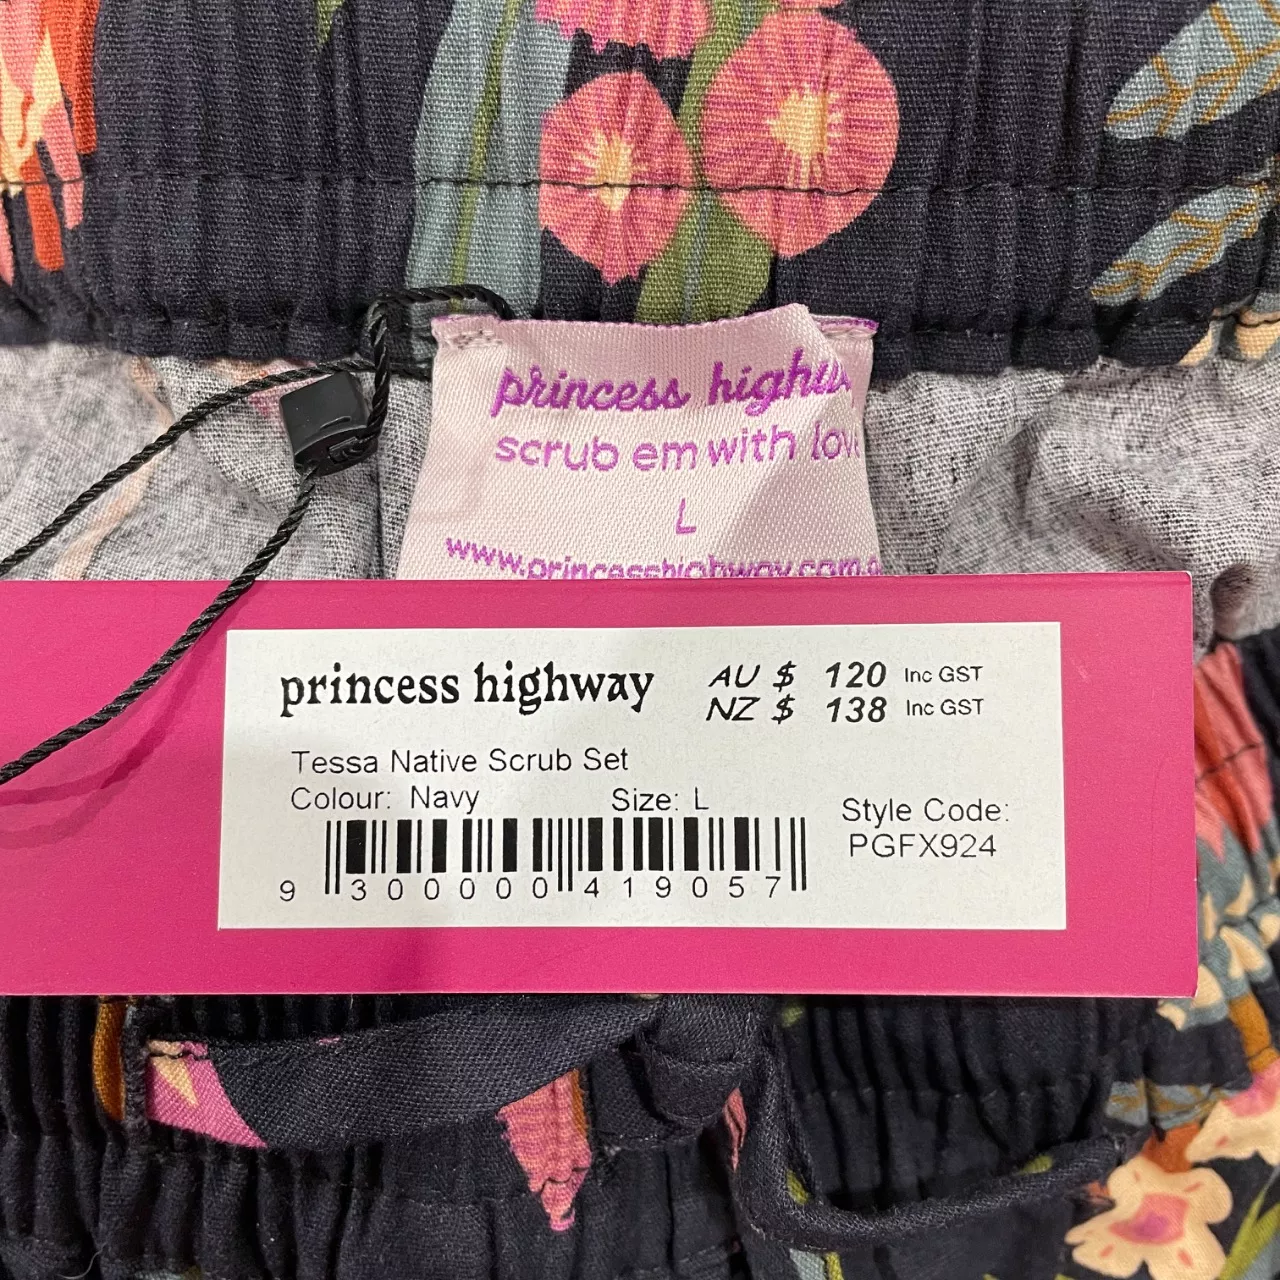 princess highw
scrub em with lov
L
www.princesshighway.com.a
princess highway
AU $ 120 Inc GST
NZ $ 138 Inc GST
Tessa Native Scrub Set
Colour: Navy Size: L
Style Code:
PGFX924
9 300000 419057